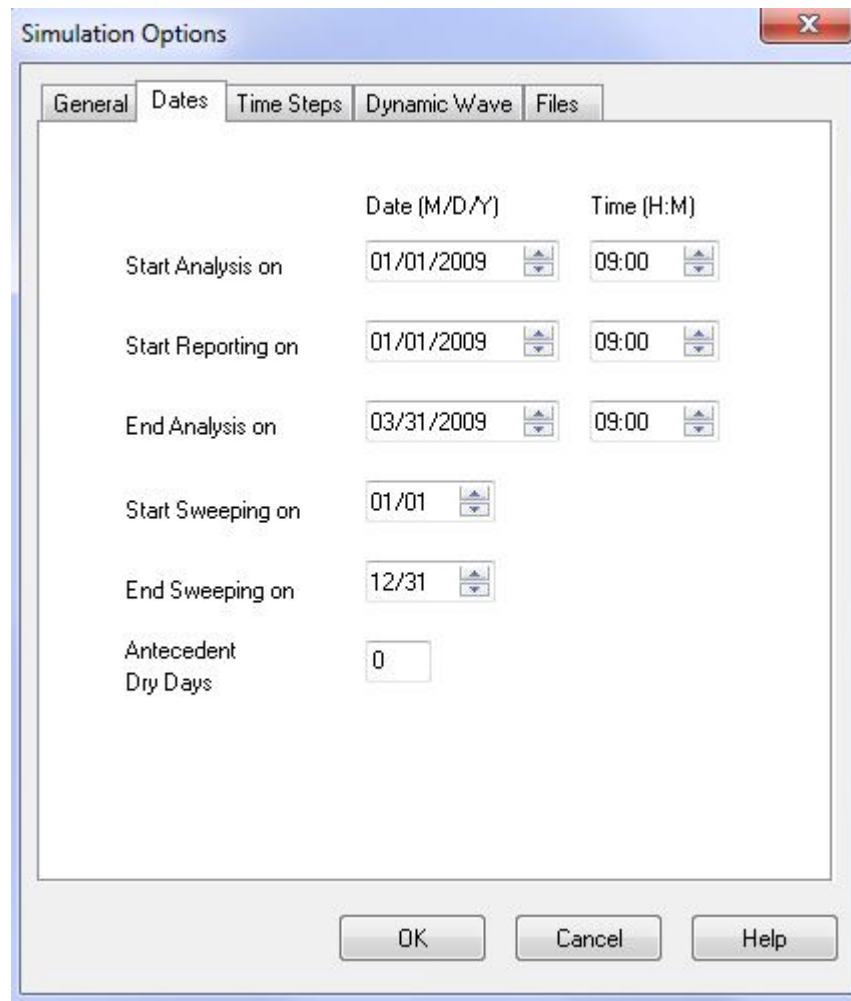 Simulation Options
General Dates Time Steps Dynamic Wave Files
Date (M/D/Y) Time (H:M)
Start Analysis on 01/01/2009 09:00
Start Reporting on 01/01/2009 09:00
End Analysis on 03/31/2009 09:00
Start Sweeping on 01/01
End Sweeping on 12/31
Antecedent
Dry Days 0
OK Cancel Help